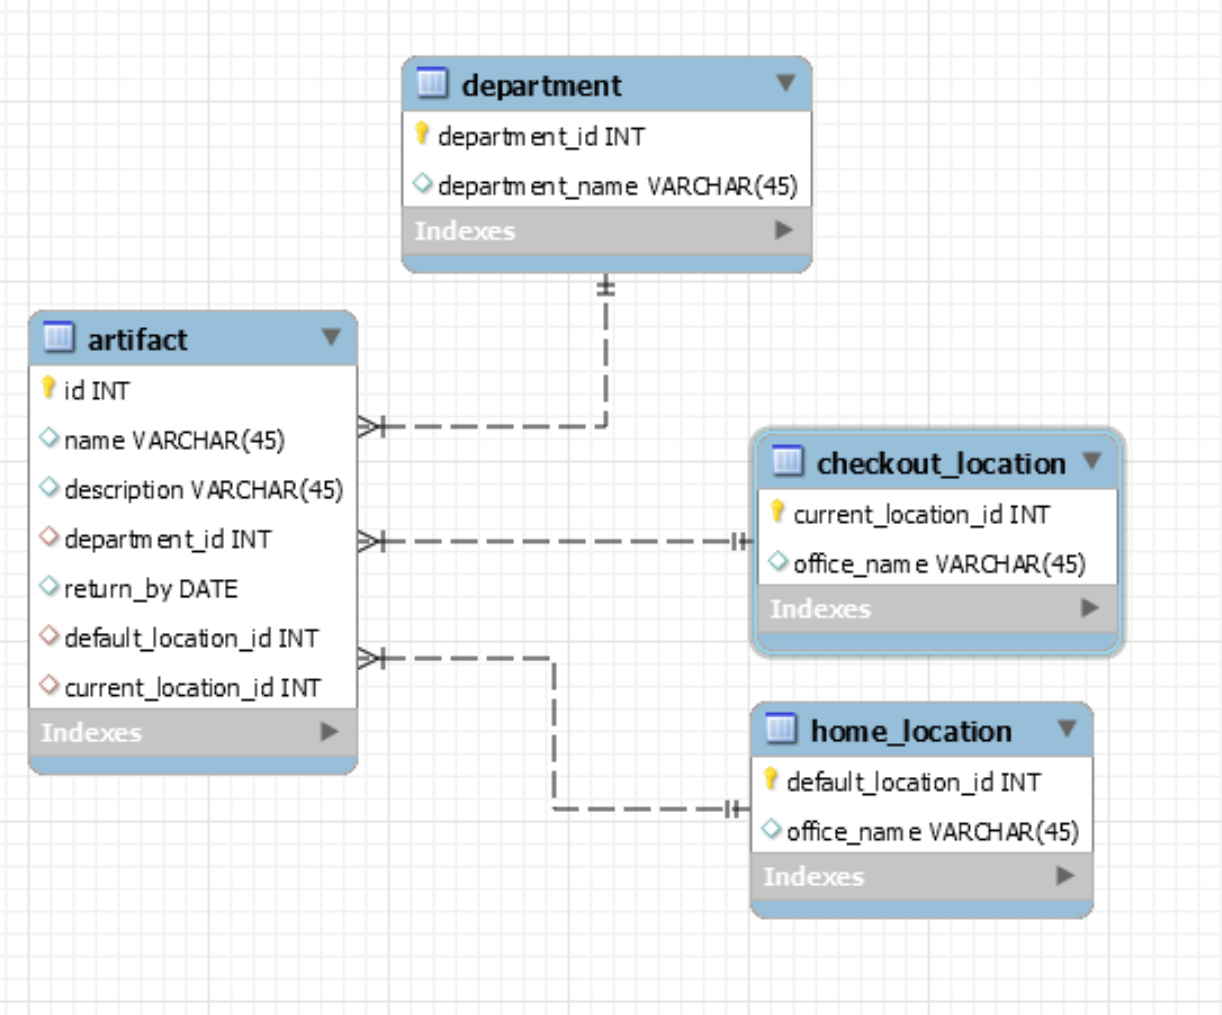 department
department_id INT
department_name VARCHAR(45)
Indexes
artifact
id INT
name VARCHAR(45)
description VARCHAR(45)
department_id INT
return_by DATE
default_location_id INT
current_location_id INT
Indexes
checkout_location
current_location_id INT
office_name VARCHAR(45)
Indexes
home_location
default_location_id INT
office_name VARCHAR(45)
Indexes